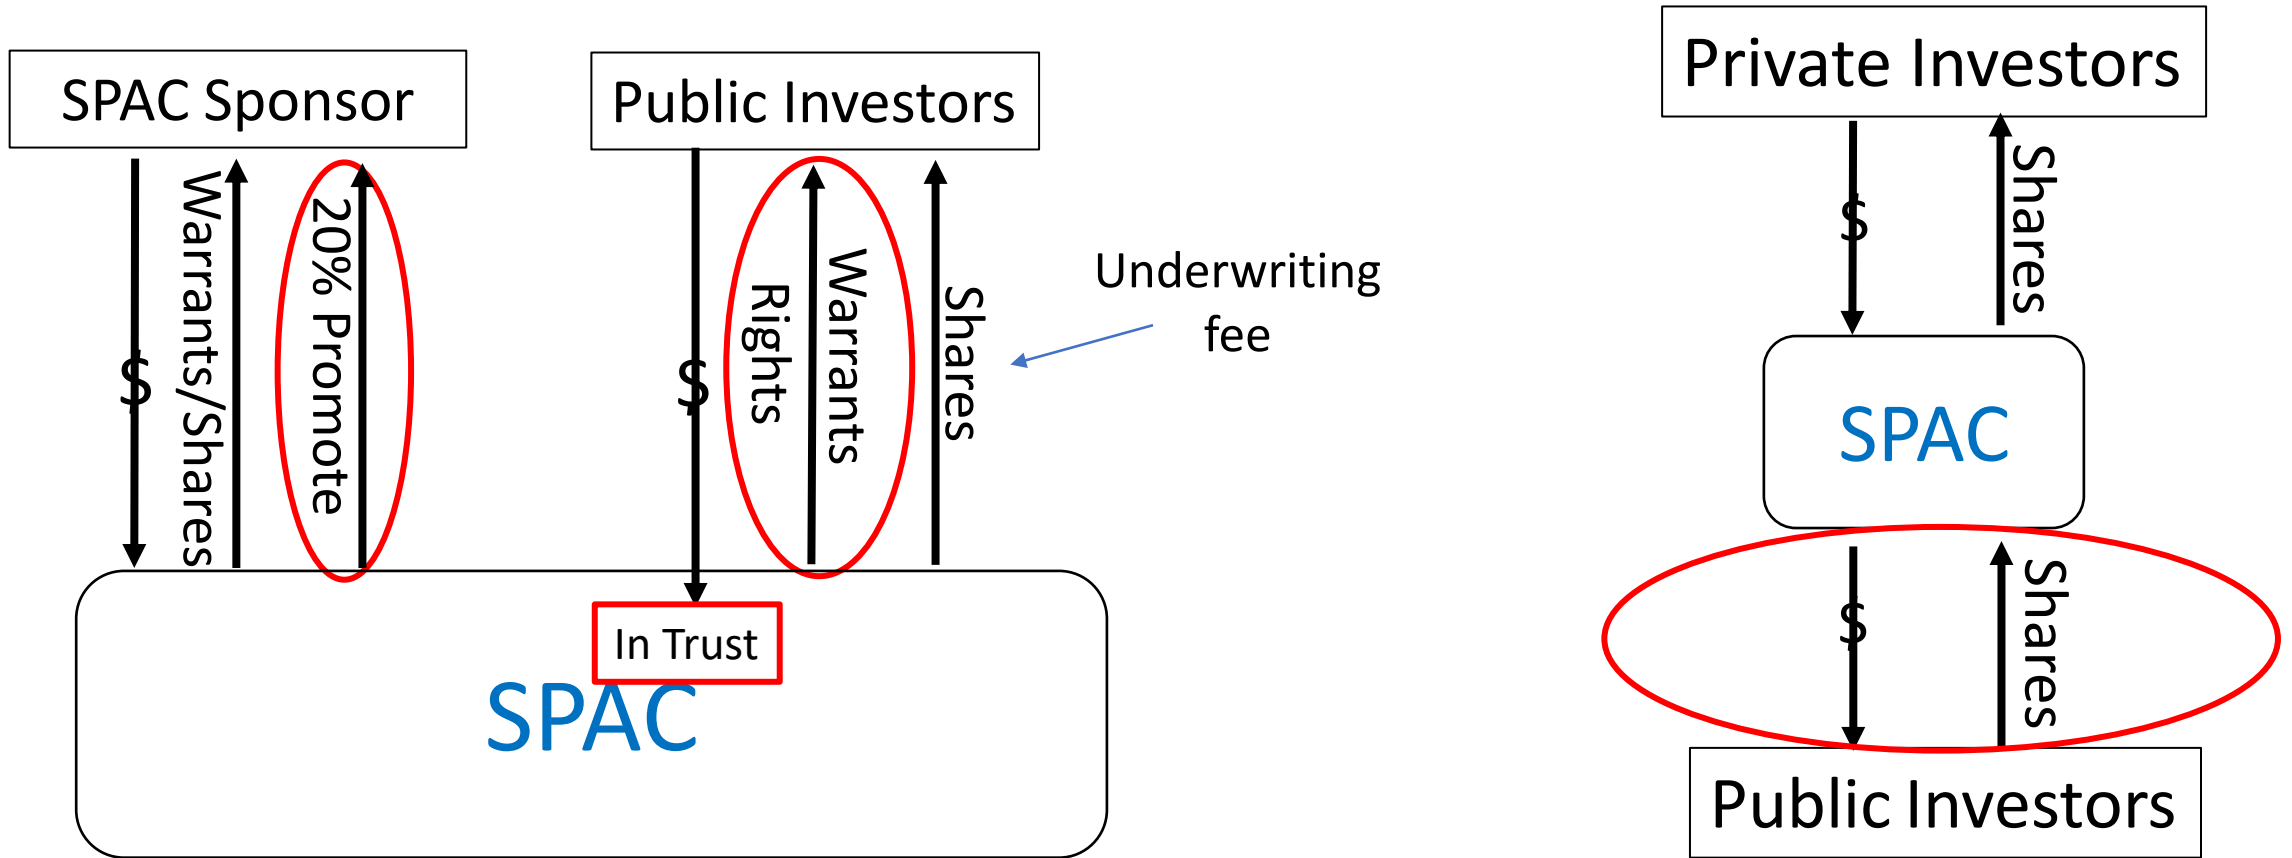 SPAC Sponsor
$
Warrants/Shares
20% Promote
Public Investors
$
Rights
Warrants
Shares
Underwriting
fee
In Trust
SPAC
Private Investors
$
Shares
SPAC
$
Shares
Public Investors